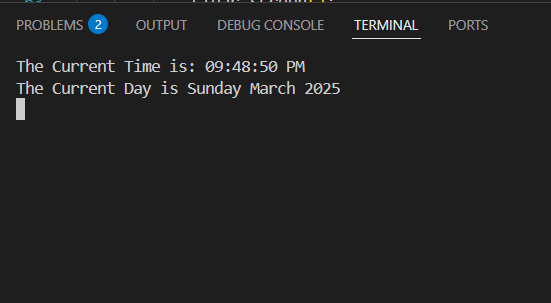 PROBLEMS 2 OUTPUT DEBUG CONSOLE TERMINAL PORTS
The Current Time is: 09:48:50 PM
The Current Day is Sunday March 2025